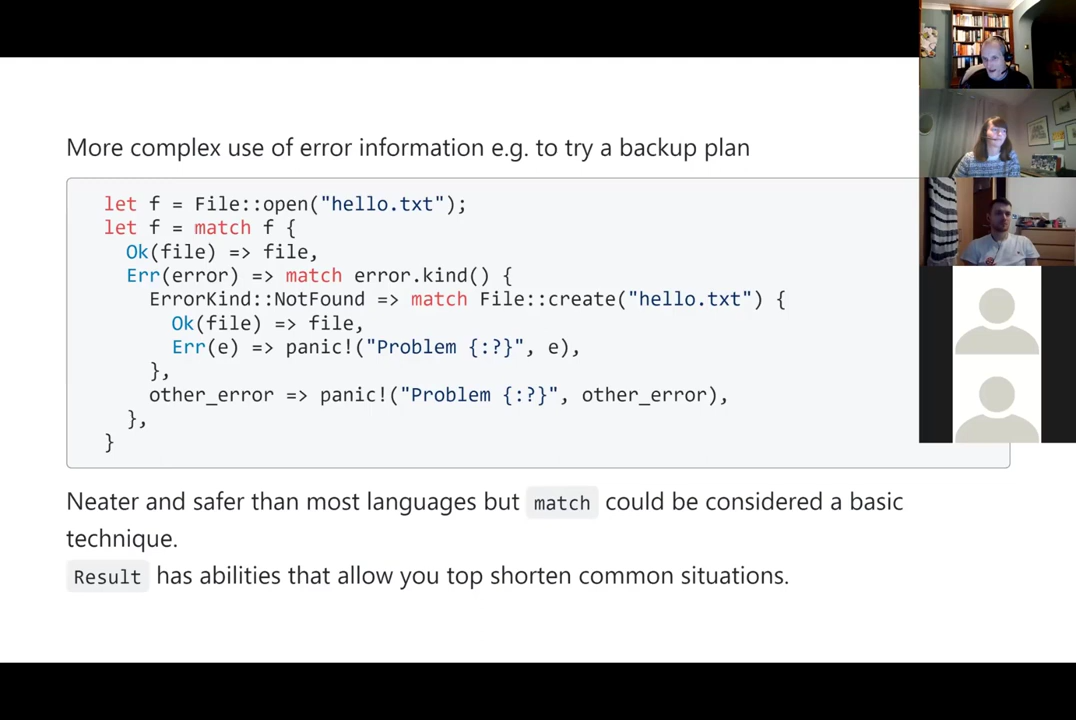 More complex use of error information e.g. to try a backup plan
let f = File::open("hello.txt");
let f = match f {
Ok(file) => file,
Err(error) => match error.kind() {
ErrorKind::NotFound => match File::create("hello.txt") {
Ok(file) => file,
Err(e) => panic!("Problem {:?}", e),
},
other_error => panic!("Problem {:?}", other_error),
},
}
Neater and safer than most languages but match could be considered a basic
technique.
Result has abilities that allow you top shorten common situations.